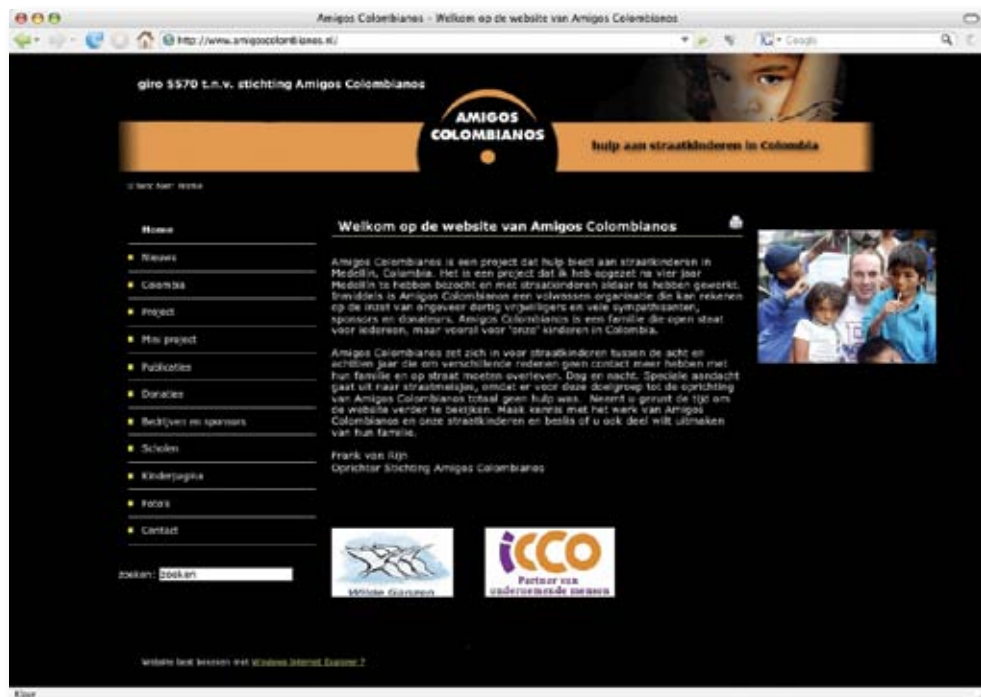 Amigos Colombianos - Welkom op de website van Amigos Colombianos
http://www.amigoscolombianos.nl/
Google
giro 5570 t.n.v. stichting Amigos Colombianos
AMIGOS
COLOMBIANOS
hulp aan straatkinderen in Colombia
U bent hier: Home
Home
Nieuws
Colombia
Project
Mini project
Publicaties
Donaties
Bedrijven en sponsors
Scholen
Kinderpagina
Foto's
Contact
zoeken: zoeken
Welkom op de website van Amigos Colombianos
Amigos Colombianos is een project dat hulp biedt aan straatkinderen in
Medellin, Colombia. Het is een project dat ik heb opgezet na vier jaar
Medellin te hebben bezocht en met straatkinderen aldaar te hebben gewerkt.
Inmiddels is Amigos Colombianos een volwassen organisatie die kan rekenen
op de inzet van ongeveer dertig vrijwilligers en vele sympathisanten,
sponsors en donateurs. Amigos Colombianos is een familie die open staat
voor iedereen, maar vooral voor 'onze' kinderen in Colombia.
Amigos Colombianos zet zich in voor straatkinderen tussen de acht en
achttien jaar die om verschillende redenen geen contact meer hebben met
hun familie en op straat moeten overleven. Dag en nacht. Speciale aandacht
gaat uit naar straatmeisjes, omdat er voor deze doelgroep tot de oprichting
van Amigos Colombianos totaal geen hulp was. Neemt u gerust de tijd om
de website verder te bekijken. Maak kennis met het werk van Amigos
Colombianos en onze straatkinderen en beslis of u ook deel wilt uitmaken
van hun familie.
Frank van Rijn
Oprichter Stichting Amigos Colombianos
Wilde Ganzen
icco
Partner van
ondernemende mensen
Website best bekeken met Windows Internet Explorer 7
Klaar